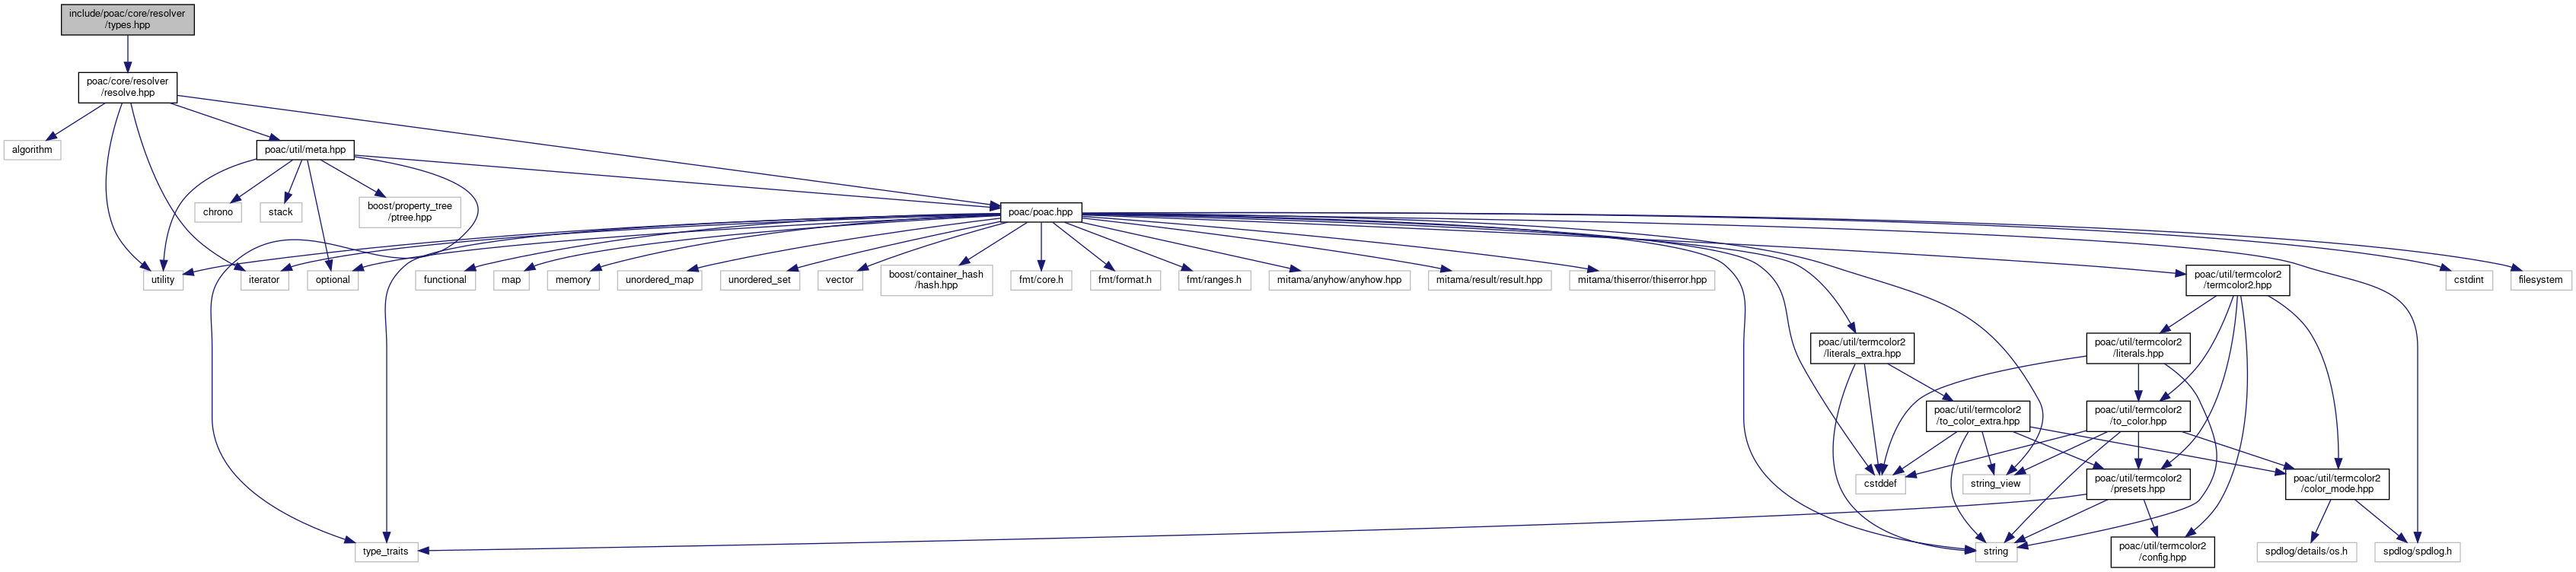 include/poac/core/resolver
/types.hpp
poac/core/resolver
/resolve.hpp
algorithm
poac/util/meta.hpp
chrono
stack
boost/property_tree
/ptree.hpp
poac/poac.hpp
utility
iterator
optional
functional
map
memory
unordered_map
unordered_set
vector
boost/container_hash
/hash.hpp
fmt/core.h
fmt/format.h
fmt/ranges.h
mitama/anyhow/anyhow.hpp
mitama/result/result.hpp
mitama/thiserror/thiserror.hpp
poac/util/termcolor2
/termcolor2.hpp
cstdint
filesystem
poac/util/termcolor2
/literals_extra.hpp
poac/util/termcolor2
/literals.hpp
poac/util/termcolor2
/to_color_extra.hpp
poac/util/termcolor2
/to_color.hpp
cstddef
string_view
poac/util/termcolor2
/presets.hpp
poac/util/termcolor2
/color_mode.hpp
type_traits
string
poac/util/termcolor2
/config.hpp
spdlog/details/os.h
spdlog/spdlog.h